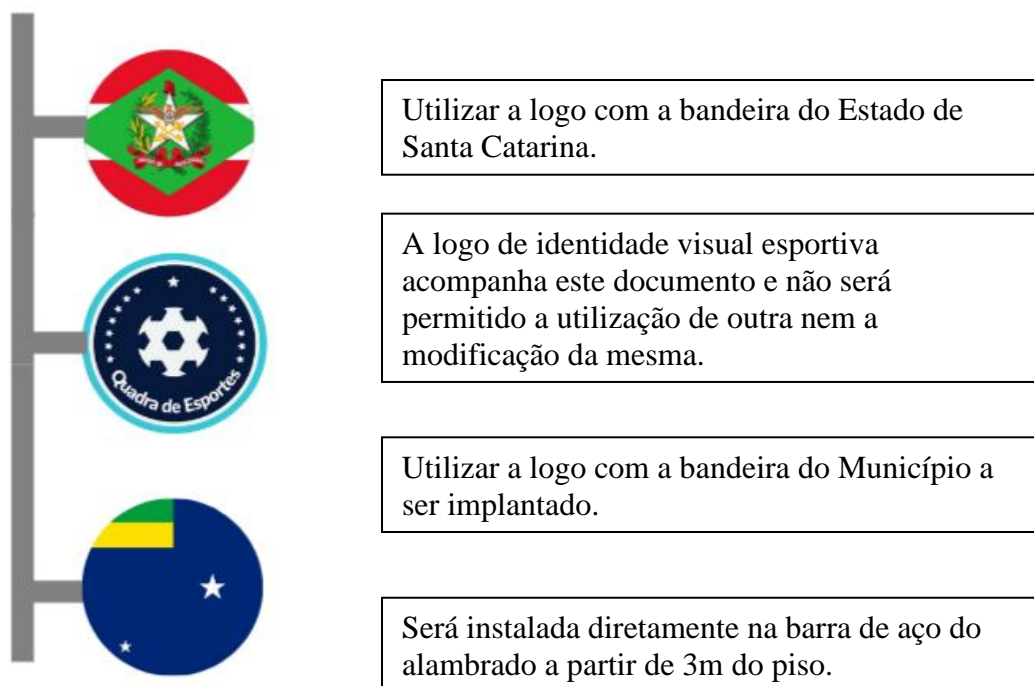 Utilizar a logo com a bandeira do Estado de
Santa Catarina.
A logo de identidade visual esportiva
acompanha este documento e não será
permitido a utilização de outra nem a
modificação da mesma.
Quadra de Esportes
Utilizar a logo com a bandeira do Município a
ser implantado.
Será instalada diretamente na barra de aço do
alambrado a partir de 3m do piso.